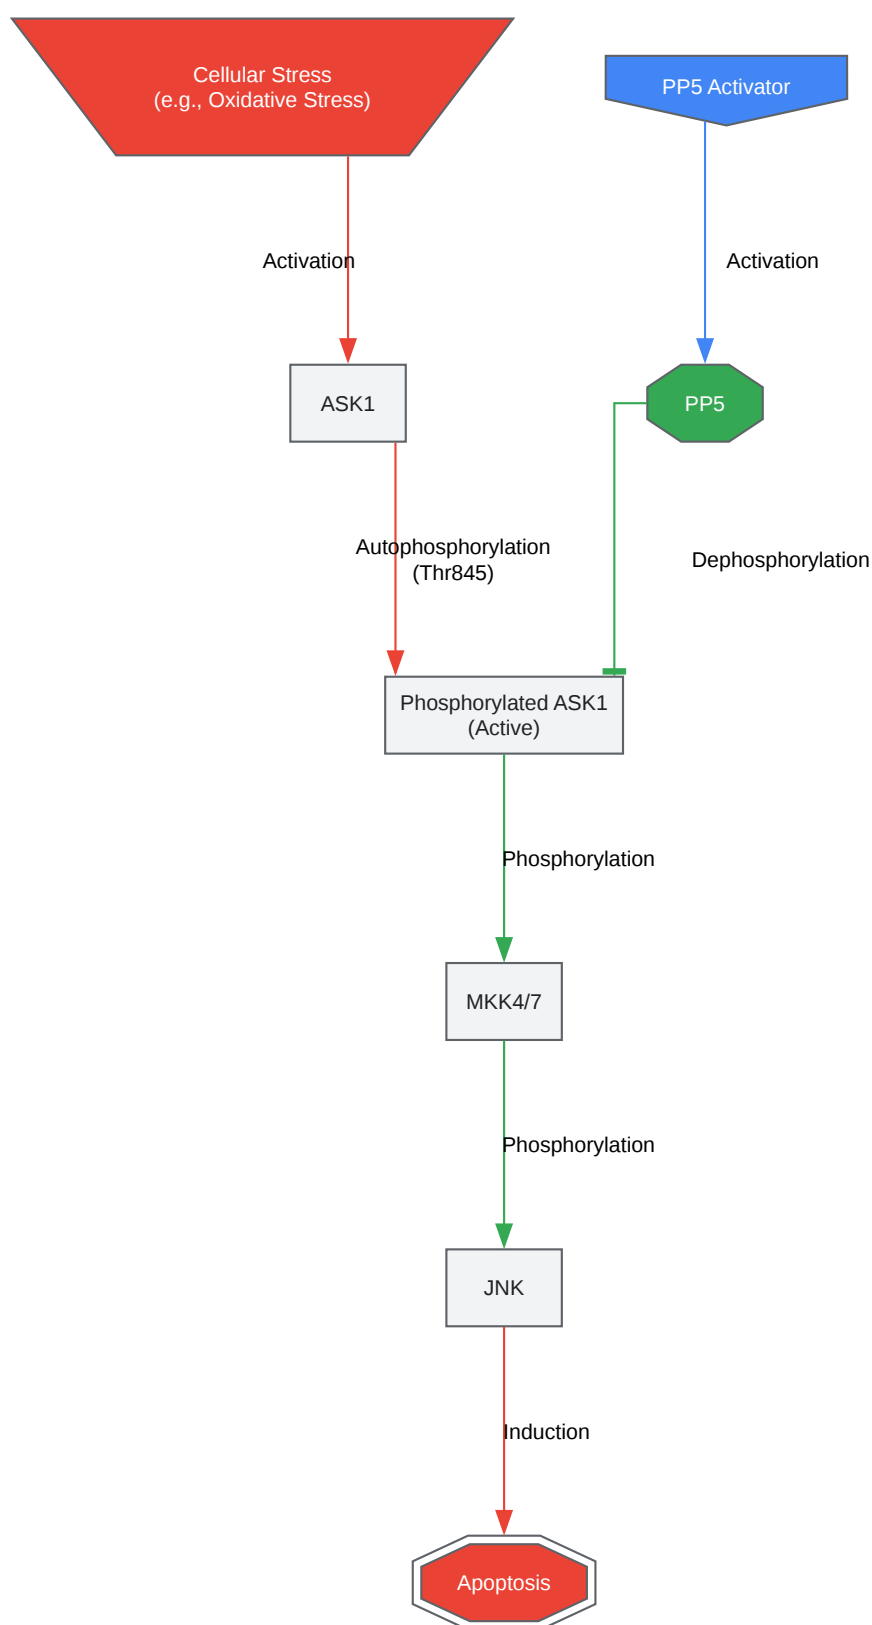 Cellular Stress
(e.g., Oxidative Stress)
PP5 Activator
Activation
Activation
ASK1
PP5
Autophosphorylation
(Thr845)
Dephosphorylation
Phosphorylated ASK1
(Active)
Phosphorylation
MKK4/7
Phosphorylation
JNK
Induction
Apoptosis